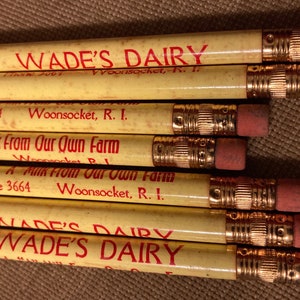 WADE'S DAIRY
Woonsocket, R. I.
Woonsocket, R. I.
From Our Own Farm
Woonsocket, R. I.
"A" Milk From Our Own Farm
3664 Woonsocket, R. I.
WADE'S DAIRY
WADE'S DAIRY